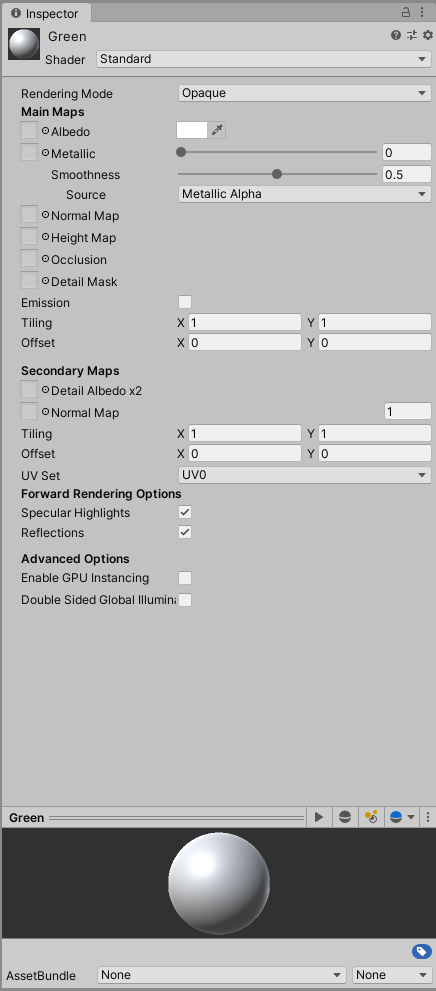 Inspector
Green
Shader Standard
Rendering Mode Opaque
Main Maps
Albedo
Metallic 0
Smoothness 0.5
Source Metallic Alpha
Normal Map
Height Map
Occlusion
Detail Mask
Emission
Tiling X 1 Y 1
Offset X 0 Y 0
Secondary Maps
Detail Albedo x2
Normal Map 1
Tiling X 1 Y 1
Offset X 0 Y 0
UV Set UV0
Forward Rendering Options
Specular Highlights
Reflections
Advanced Options
Enable GPU Instancing
Double Sided Global Illumina
Green
AssetBundle None None